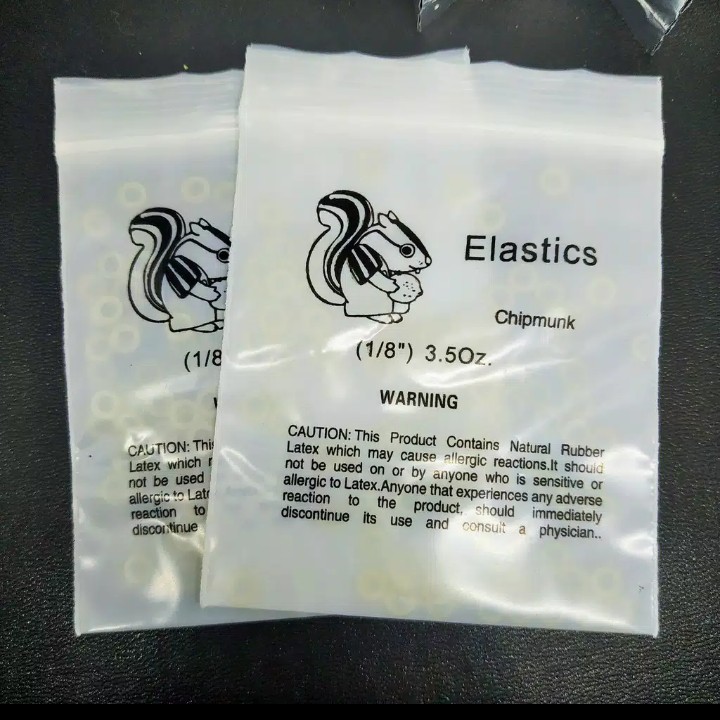 Elastics
Chipmunk
(1/8") 3.5Oz.
WARNING
CAUTION: This Product Contains Natural Rubber
Latex which may cause allergic reactions.It should
not be used on or by anyone who is sensitive or
allergic to Latex.Anyone that experiences any adverse
reaction to the product, should immediately
discontinue its use and consult a physician..
(1/8
CAUTION: This
Latex which
not be used
allergic to
reaction to
discontinue